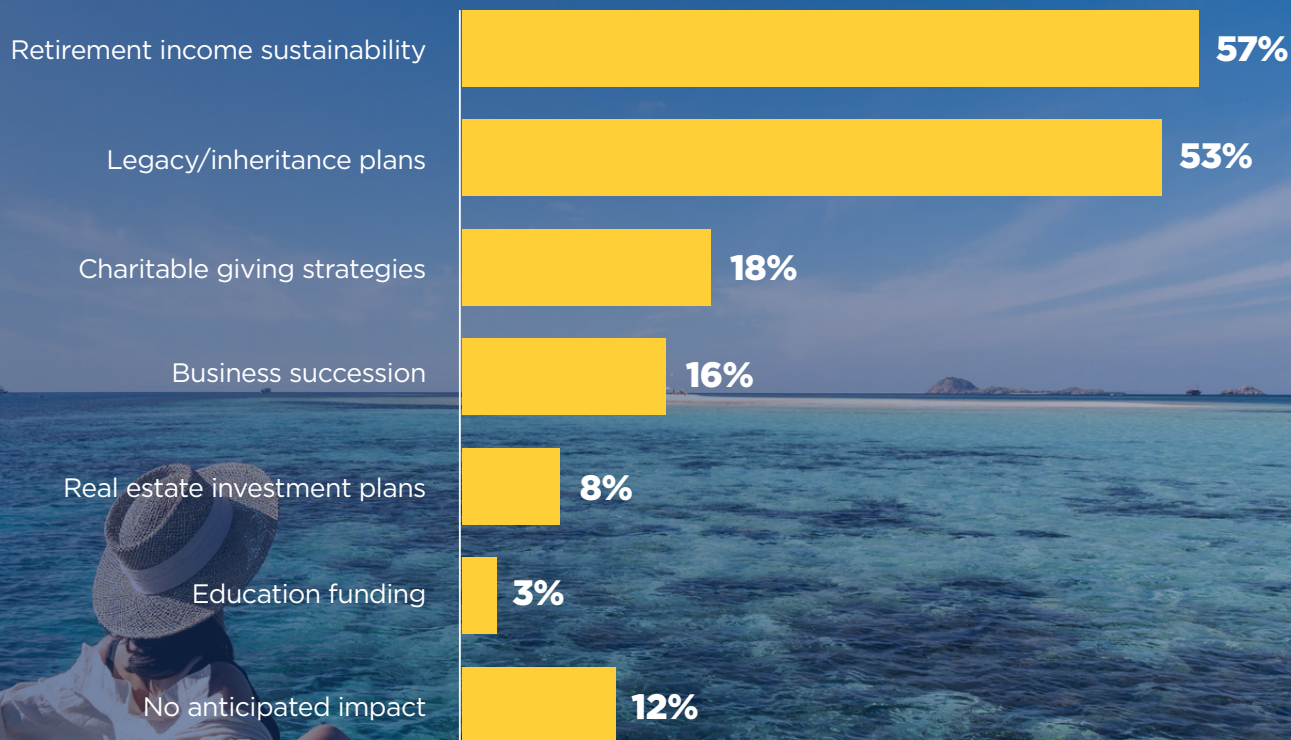 Retirement income sustainability 57%
Legacy/inheritance plans 53%
Charitable giving strategies 18%
Business succession 16%
Real estate investment plans 8%
Education funding 3%
No anticipated impact 12%